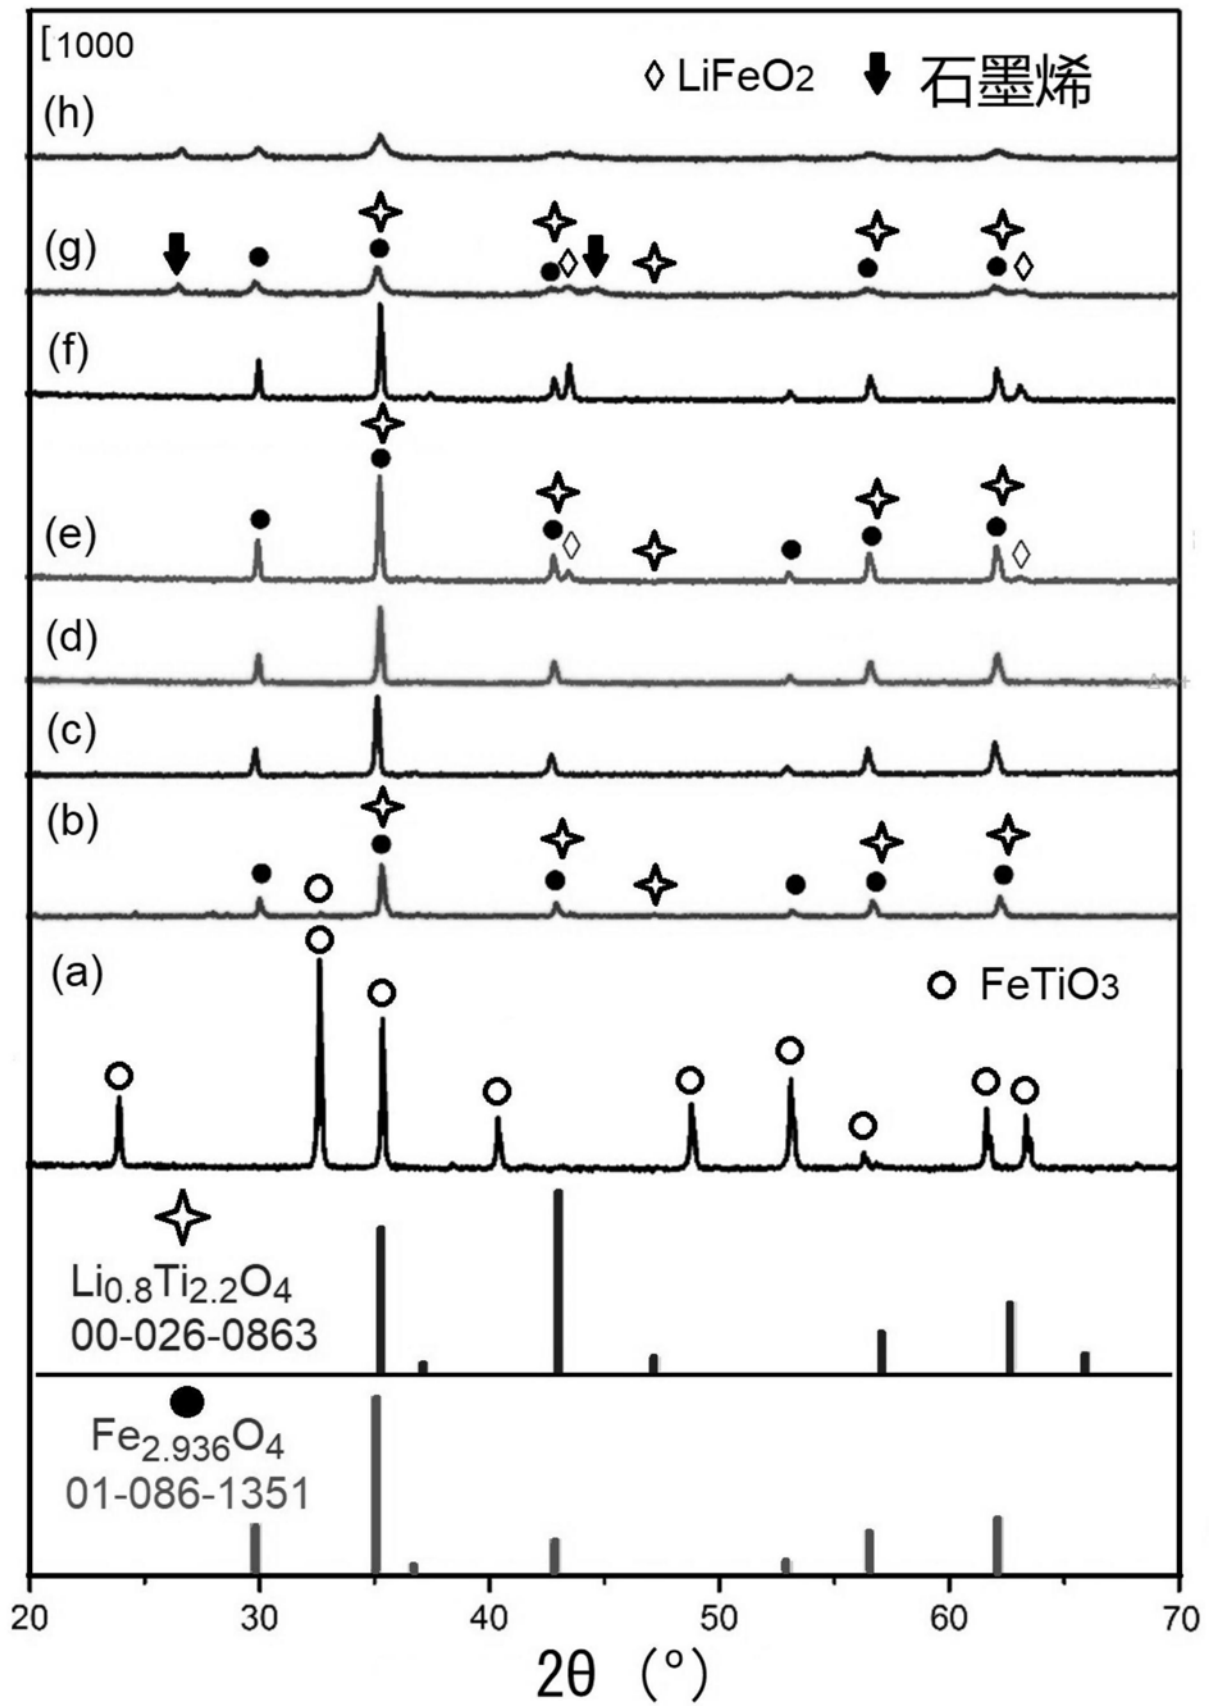 [1000
◇ LiFeO2 石墨烯
(h)
(g)
(f)
(e)
(d)
(c)
(b)
(a)
FeTiO3
Li0.8Ti2.2O4
00-026-0863
Fe2.936O4
01-086-1351
20 30 40 50 60 70
2θ (°)